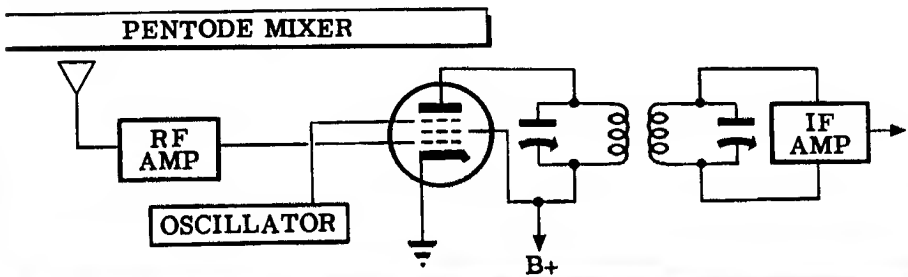 PENTODE MIXER
RF
AMP
OSCILLATOR
IF
AMP
B+